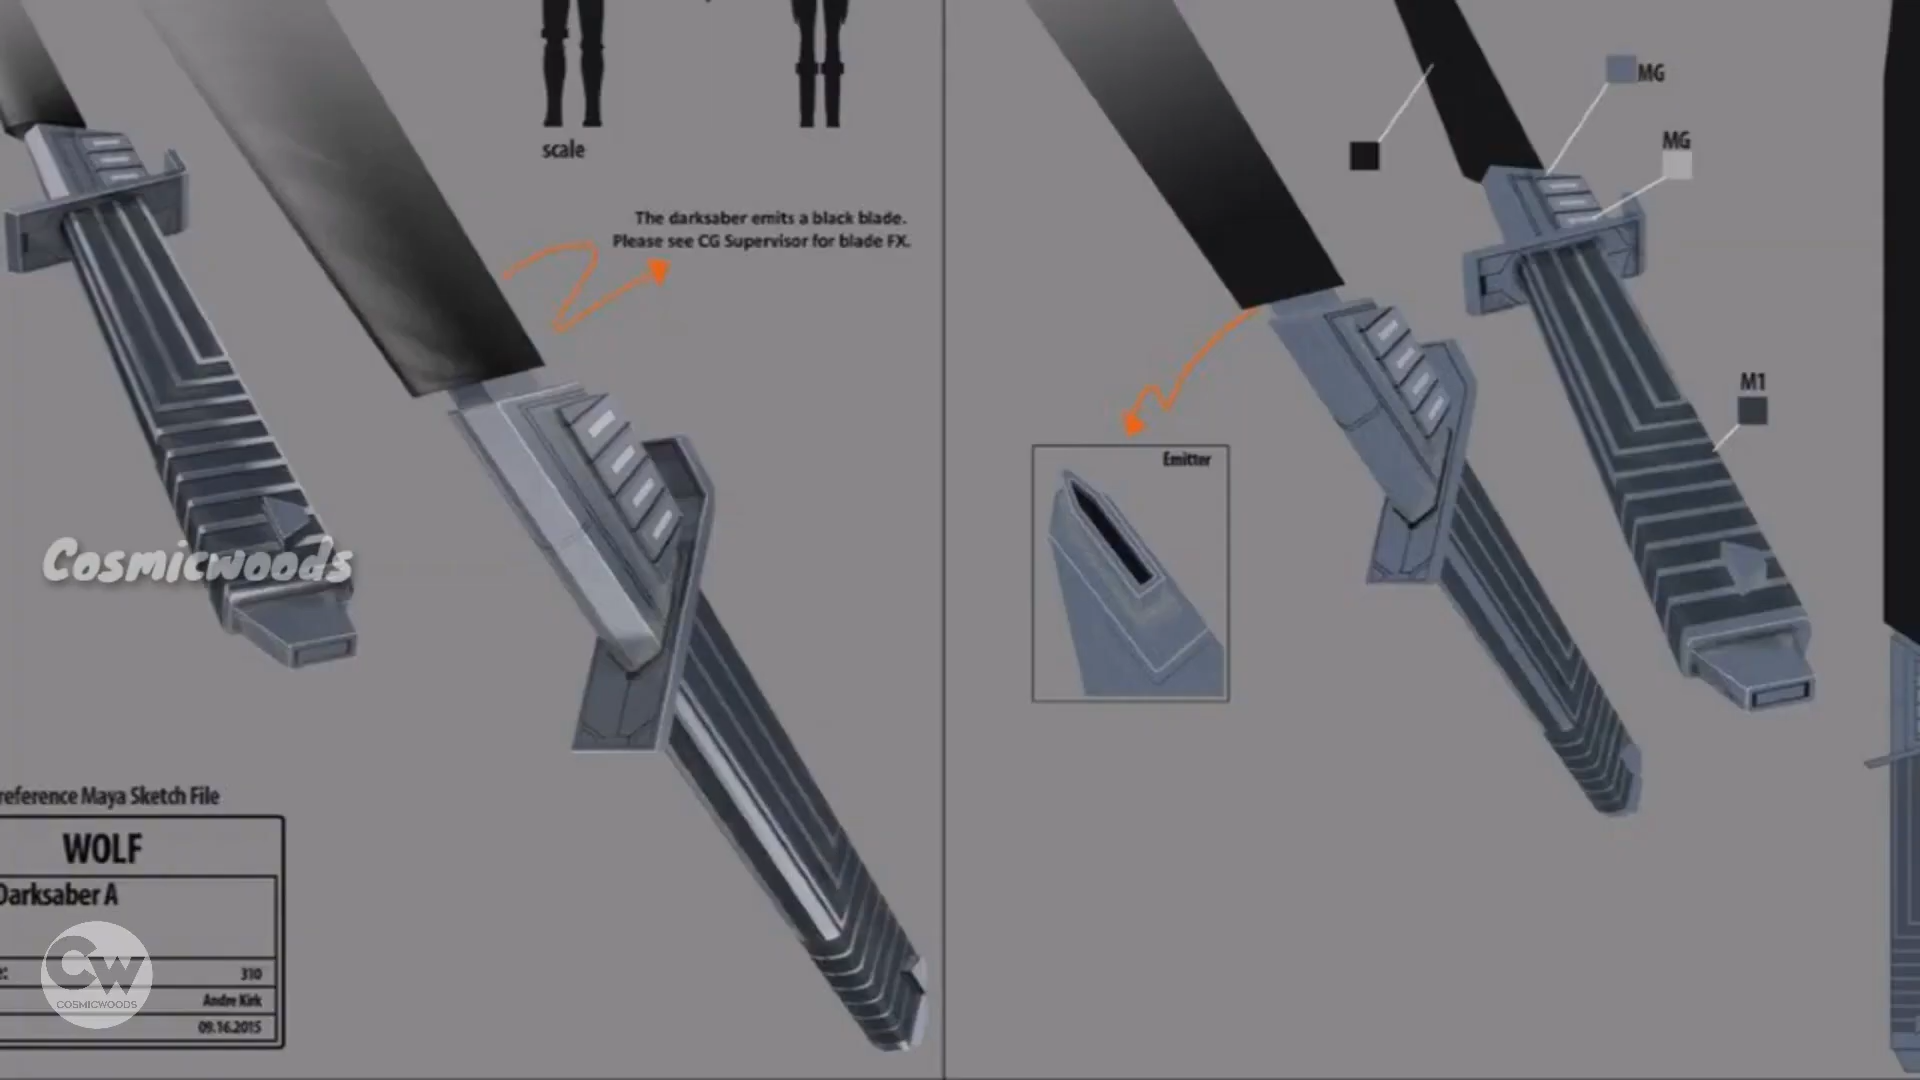 scale
The darksaber emits a black blade.
Please see CG Supervisor for blade FX.
MG
MG
M1
Emitter
Cosmicwoods
reference Maya Sketch File
WOLF
Darksaber A
310
Andre Kirk
09.16.2015
CW
COSMICWOODS